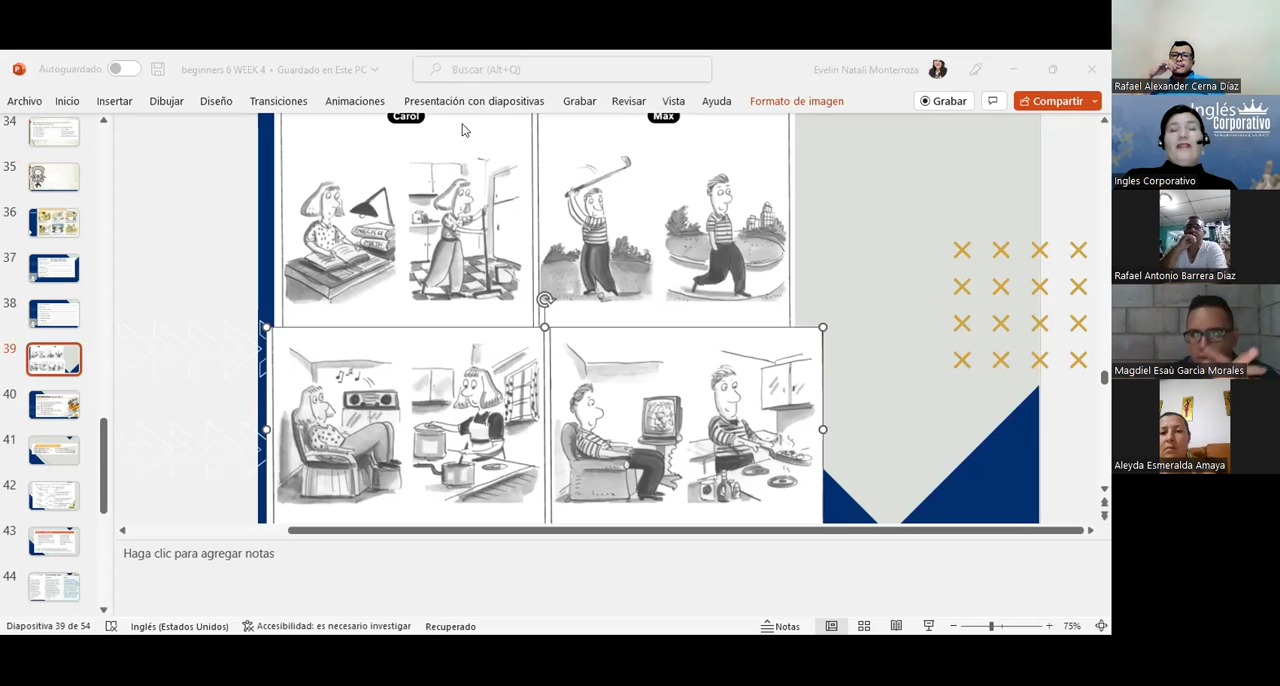 Rafael Alexander Cerna Díaz
Autoguardado
beginners 6 WEEK 4 • Guardado en Este PC
Buscar (Alt+Q)
Evelin Natali Monterroza
Archivo Inicio Insertar Dibujar Diseño Transiciones Animaciones Presentación con diapositivas Grabar Revisar Vista Ayuda Formato de imagen
Grabar
Compartir
Inglés
Corporativo
Ingles Corporativo
Carol
Max
34
35
36
37
38
39
40
41
42
43
44
Rafael Antonio Barrera Diaz
Magdiel Esaù Garcia Morales
Aleyda Esmeralda Amaya
Haga clic para agregar notas
Diapositiva 39 de 54
Inglés (Estados Unidos)
Accesibilidad: es necesario investigar
Recuperado
Notas
75%